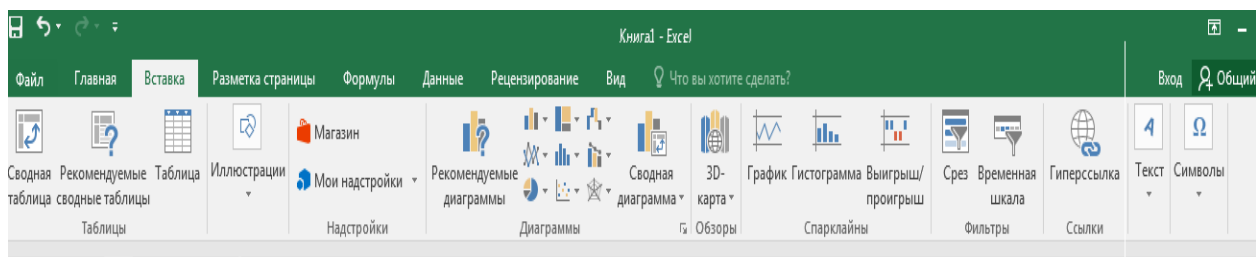 Книга1 - Excel
Файл Главная Вставка Разметка страницы Формулы Данные Рецензирование Вид Что вы хотите сделать? Вход Общий
Сводная таблица
Рекомендуемые сводные таблицы
Таблица
Таблицы
Иллюстрации
Магазин
Мои надстройки
Надстройки
Рекомендуемые диаграммы
Сводная диаграмма
Диаграммы
3D-карта
Обзоры
График
Гистограмма
Выигрыш/проигрыш
Спарклайны
Срез
Временная шкала
Фильтры
Гиперссылка
Ссылки
Текст
Символы